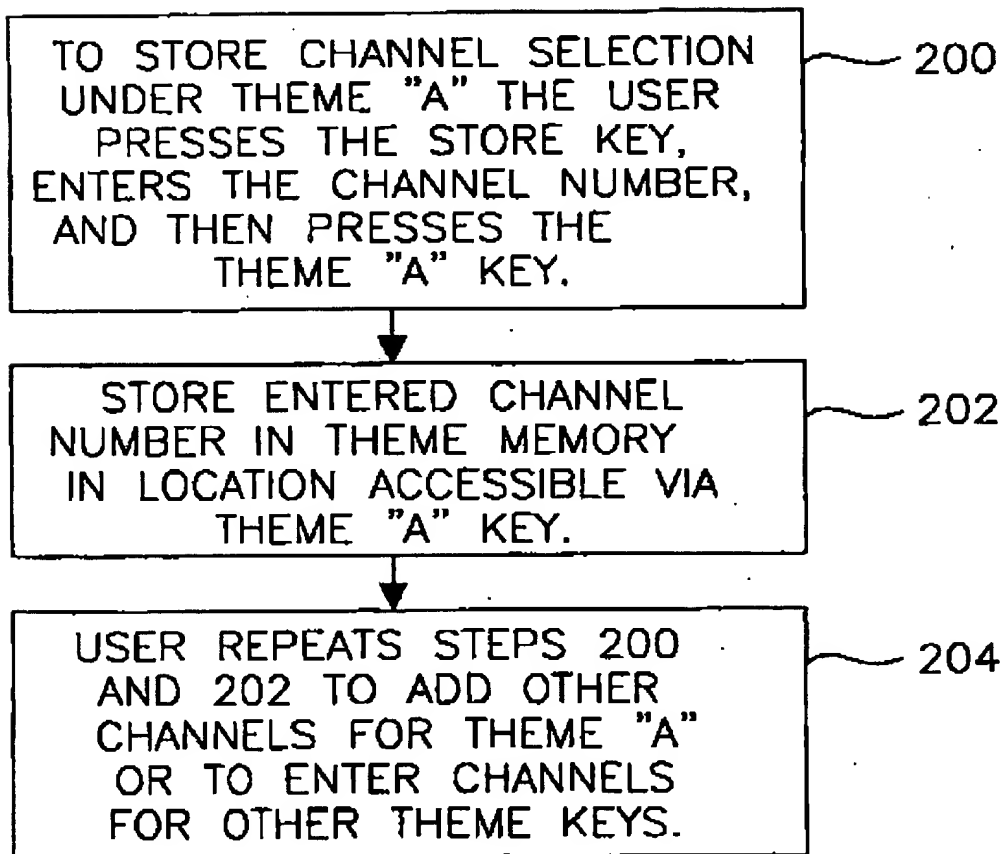 TO STORE CHANNEL SELECTION
UNDER THEME "A" THE USER
PRESSES THE STORE KEY,
ENTERS THE CHANNEL NUMBER,
AND THEN PRESSES THE
THEME "A" KEY.
200
STORE ENTERED CHANNEL
NUMBER IN THEME MEMORY
IN LOCATION ACCESSIBLE VIA
THEME "A" KEY.
202
USER REPEATS STEPS 200
AND 202 TO ADD OTHER
CHANNELS FOR THEME "A"
OR TO ENTER CHANNELS
FOR OTHER THEME KEYS.
204